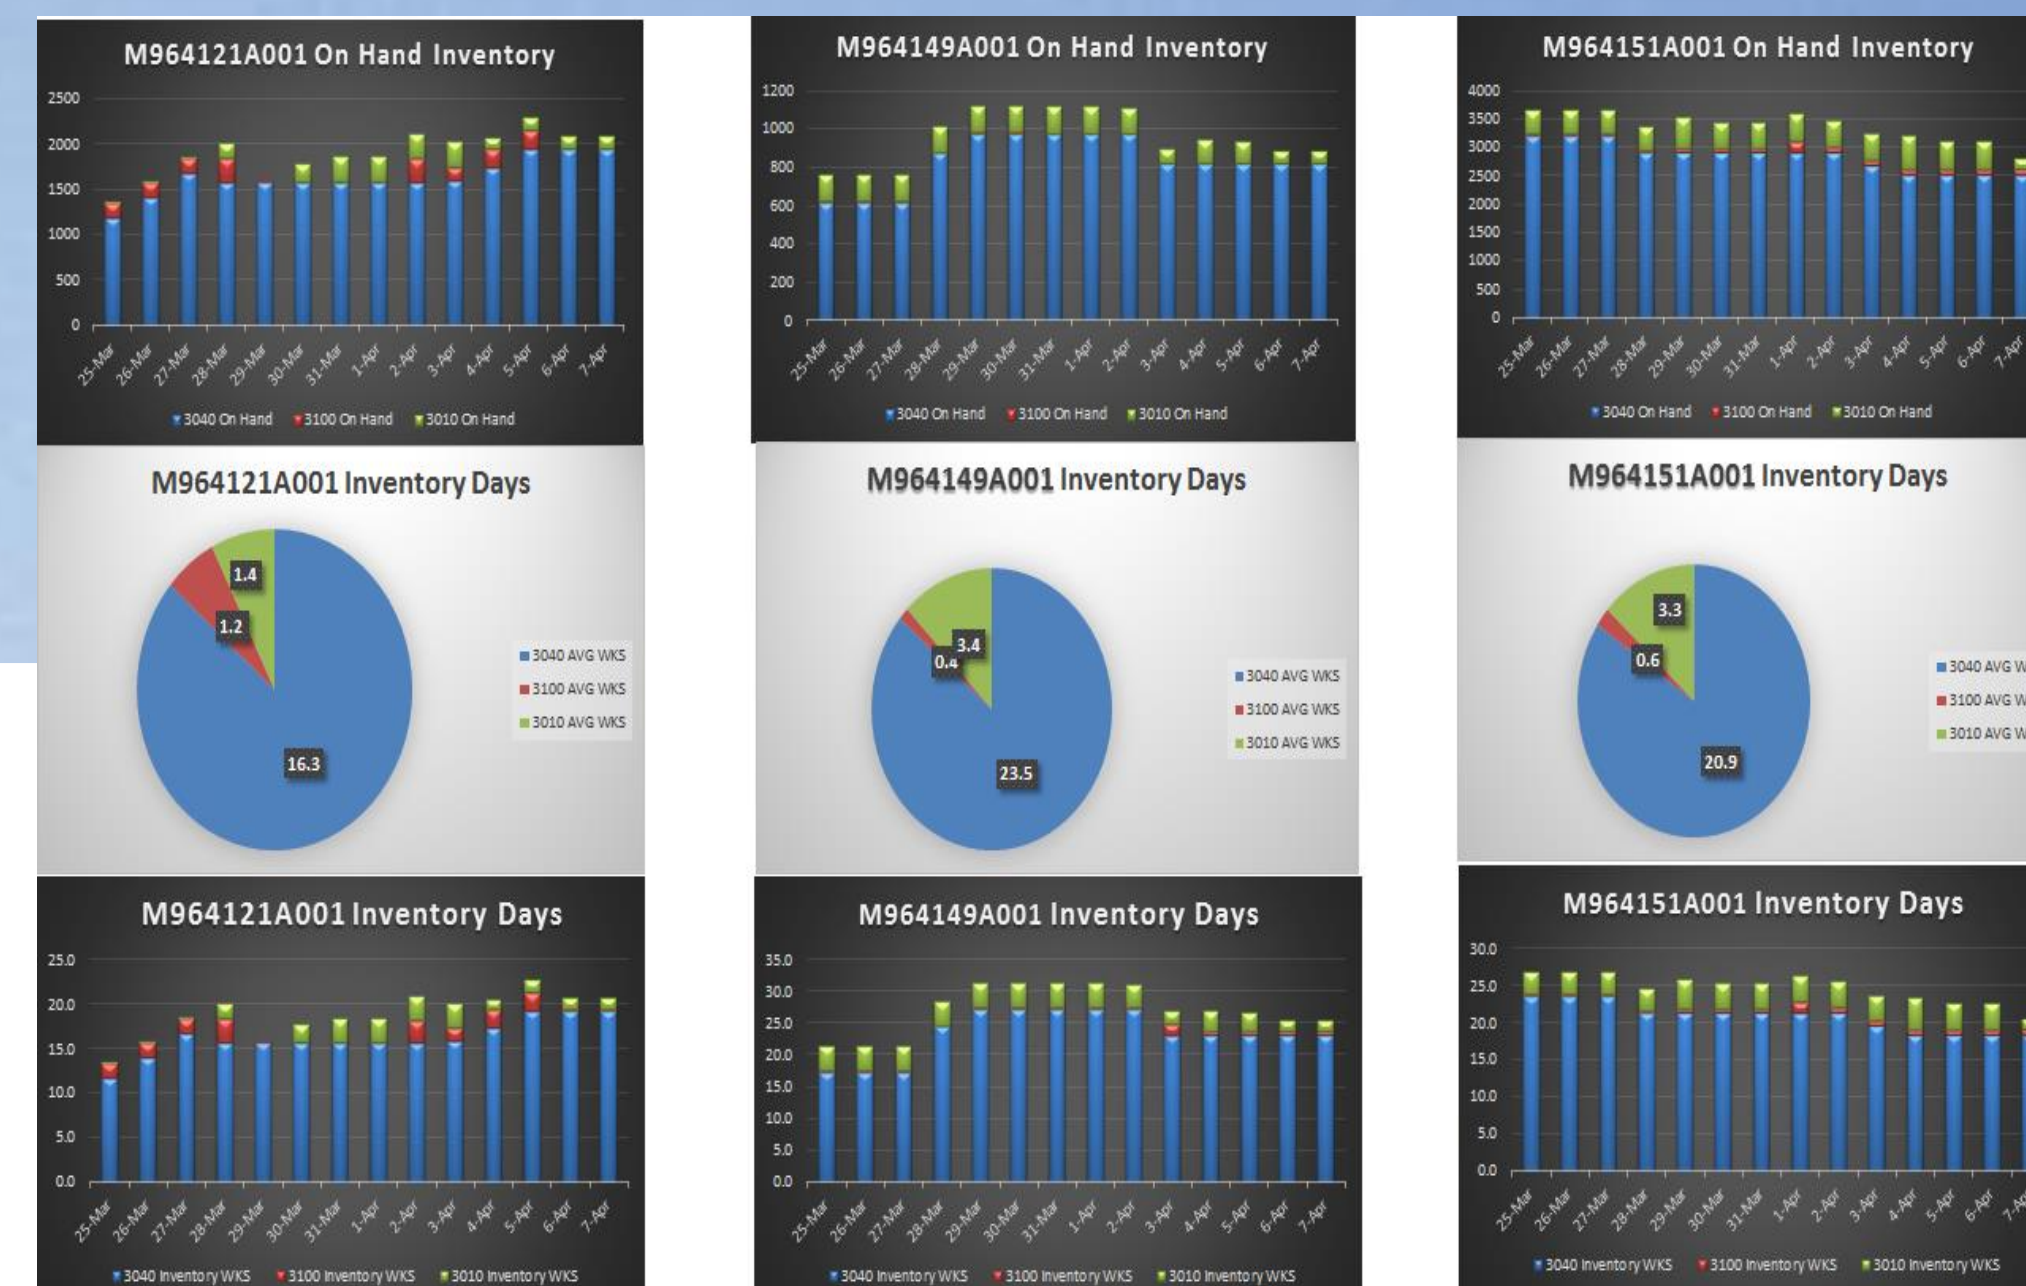 M964121A001 On Hand Inventory
2500
2000
1500
1000
500
0
25-Mar 26-Mar 27-Mar 28-Mar 29-Mar 30-Mar 31-Mar 1-Apr 2-Apr 3-Apr 4-Apr 5-Apr 6-Apr 7-Apr
3040 On Hand 3100 On Hand 3010 On Hand
M964149A001 On Hand Inventory
1200
1000
800
600
400
200
0
25-Mar 26-Mar 27-Mar 28-Mar 29-Mar 30-Mar 31-Mar 1-Apr 2-Apr 3-Apr 4-Apr 5-Apr 6-Apr 7-Apr
3040 On Hand 3100 On Hand 3010 On Hand
M964151A001 On Hand Inventory
4000
3500
3000
2500
2000
1500
1000
500
0
25-Mar 26-Mar 27-Mar 28-Mar 29-Mar 30-Mar 31-Mar 1-Apr 2-Apr 3-Apr 4-Apr 5-Apr 6-Apr 7-Apr
3040 On Hand 3100 On Hand 3010 On Hand
M964121A001 Inventory Days
1.4
1.2
16.3
3040 AVG WKS
3100 AVG WKS
3010 AVG WKS
M964149A001 Inventory Days
3.4
0.4
23.5
3040 AVG WKS
3100 AVG WKS
3010 AVG WKS
M964151A001 Inventory Days
3.3
0.6
20.9
3040 AVG
3100 AVG
3010 AVG
M964121A001 Inventory Days
25.0
20.0
15.0
10.0
5.0
0.0
25-Mar 26-Mar 27-Mar 28-Mar 29-Mar 30-Mar 31-Mar 1-Apr 2-Apr 3-Apr 4-Apr 5-Apr 6-Apr 7-Apr
3040 Inventory WKS 3100 Inventory WKS 3010 Inventory WKS
M964149A001 Inventory Days
35.0
30.0
25.0
20.0
15.0
10.0
5.0
0.0
25-Mar 26-Mar 27-Mar 28-Mar 29-Mar 30-Mar 31-Mar 1-Apr 2-Apr 3-Apr 4-Apr 5-Apr 6-Apr 7-Apr
3040 Inventory WKS 3100 Inventory WKS 3010 Inventory WKS
M964151A001 Inventory Days
30.0
25.0
20.0
15.0
10.0
5.0
0.0
25-Mar 26-Mar 27-Mar 28-Mar 29-Mar 30-Mar 31-Mar 1-Apr 2-Apr 3-Apr 4-Apr 5-Apr 6-Apr
3040 Inventory WKS 3100 Inventory WKS 3010 Inventory WKS